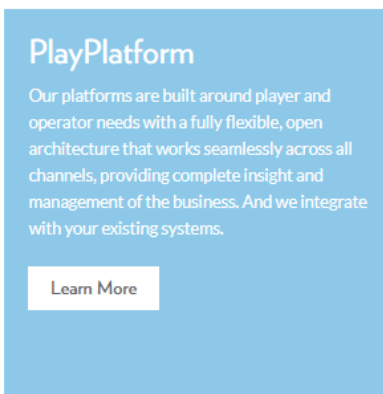 PlayPlatform
Our platforms are built around player and
operator needs with a fully flexible, open
architecture that works seamlessly across all
channels, providing complete insight and
management of the business. And we integrate
with your existing systems.
Learn More